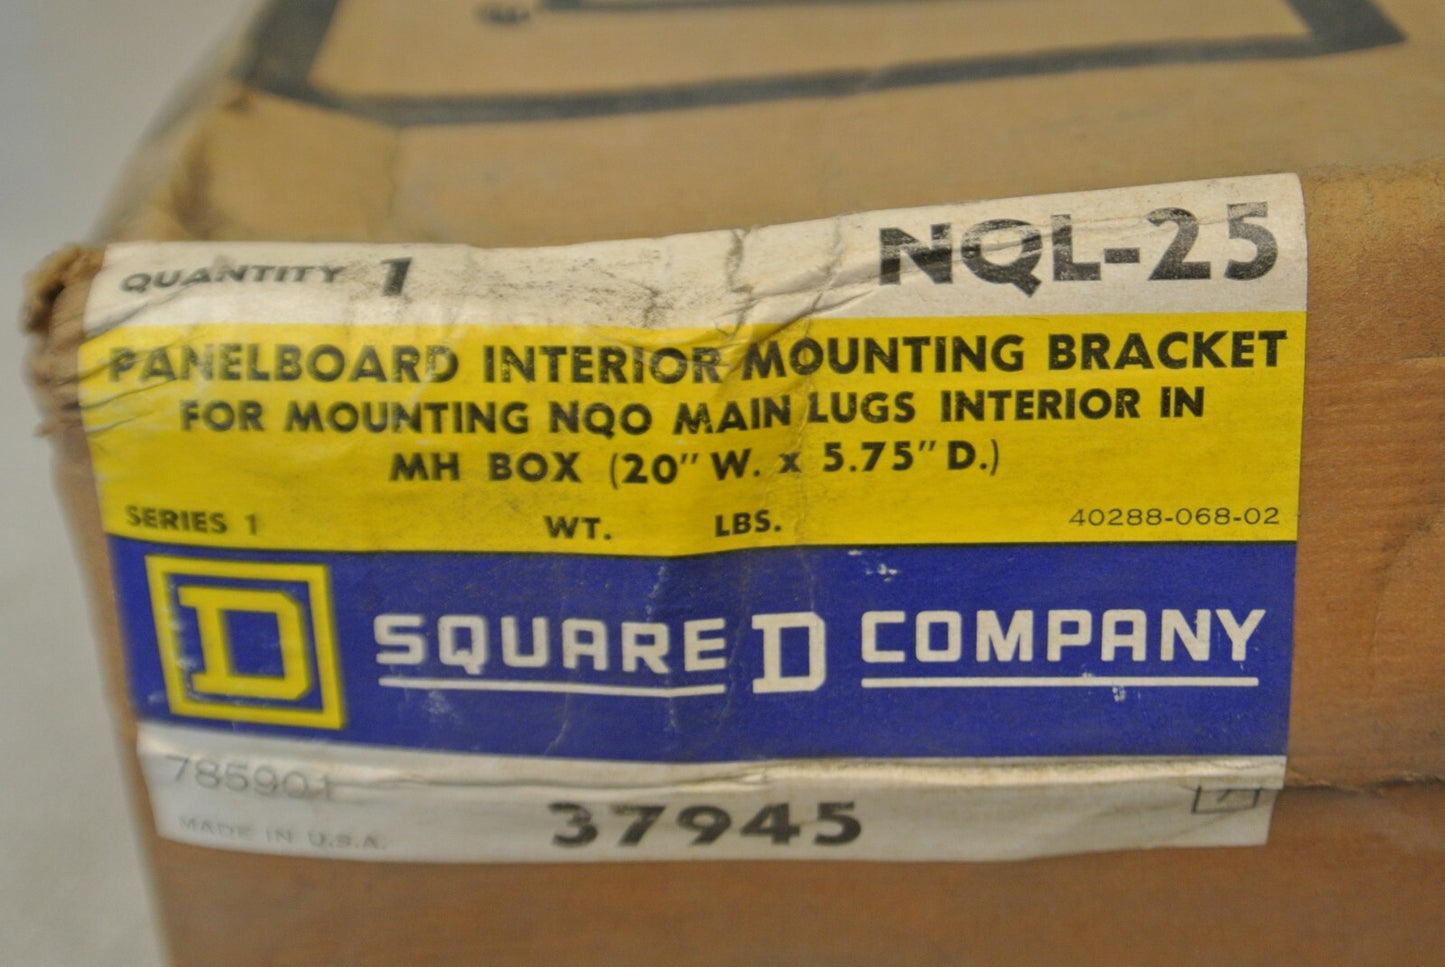 QUANTITY 1
NQL-25
PANELBOARD INTERIOR MOUNTING BRACKET
FOR MOUNTING NQO MAIN LUGS INTERIOR IN
MH BOX (20" W. x 5.75" D.)
SERIES 1 WT. LBS. 40288-068-02
D SQUARE D COMPANY
785901
37945
MADE IN U.S.A.